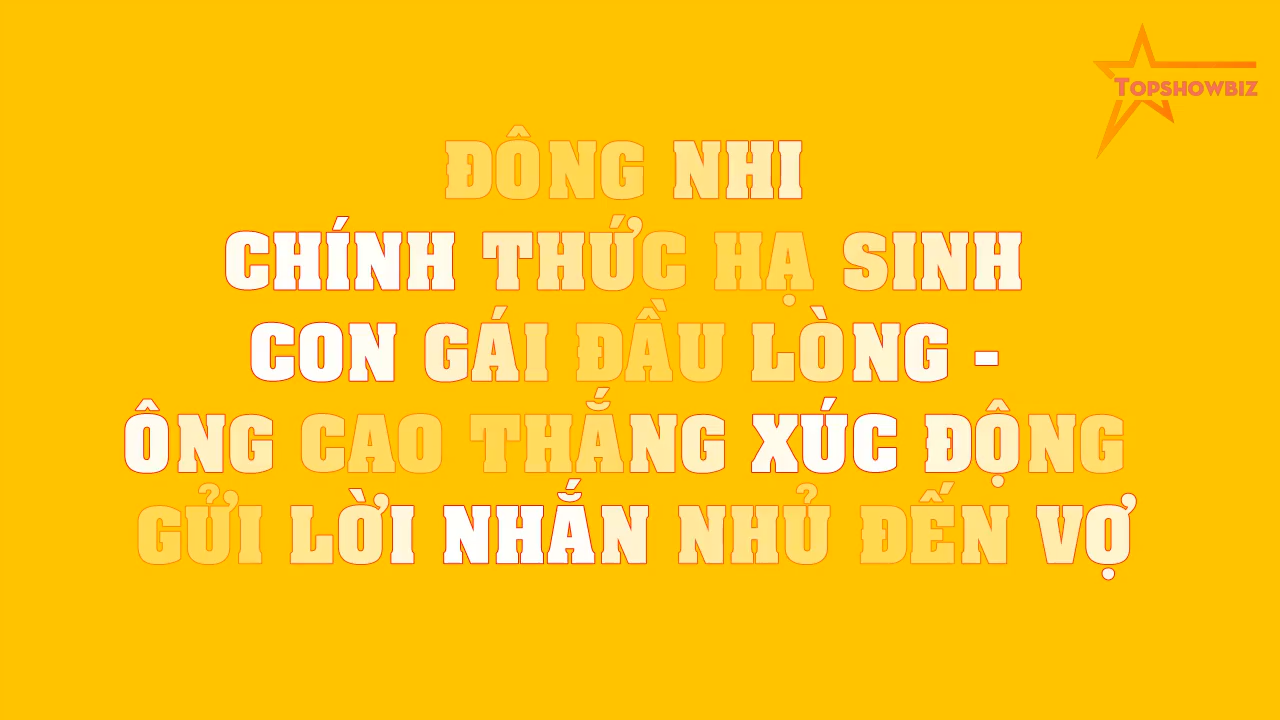 TOPSHOWBIZ
ĐÔNG NHI
CHÍNH THỨC HẠ SINH
CON GÁI ĐẦU LÒNG -
ÔNG CAO THẮNG XÚC ĐỘNG
GỬI LỜI NHẮN NHỦ ĐẾN VỢ